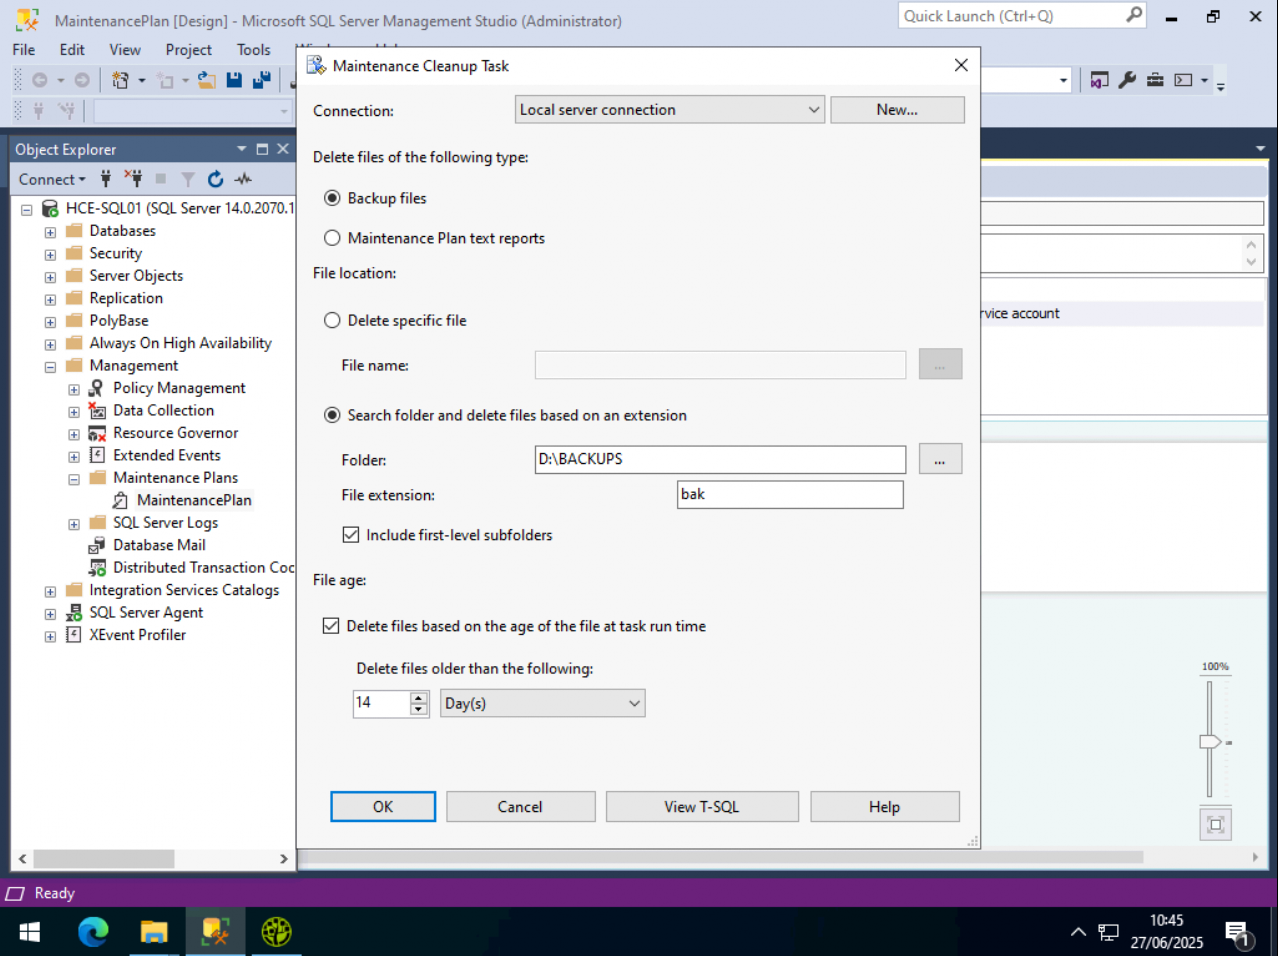 MaintenancePlan [Design] - Microsoft SQL Server Management Studio (Administrator)
Quick Launch (Ctrl+Q)
File Edit View Project Tools
Maintenance Cleanup Task
Connection:
Local server connection
New...
Delete files of the following type:
Backup files
Maintenance Plan text reports
File location:
Delete specific file
File name:
...
Search folder and delete files based on an extension
Folder:
D:\BACKUPS
...
File extension:
bak
Include first-level subfolders
File age:
Delete files based on the age of the file at task run time
Delete files older than the following:
14
Day(s)
OK
Cancel
View T-SQL
Help
Object Explorer
Connect
HCE-SQL01 (SQL Server 14.0.2070.1
Databases
Security
Server Objects
Replication
PolyBase
Always On High Availability
Management
Policy Management
Data Collection
Resource Governor
Extended Events
Maintenance Plans
MaintenancePlan
SQL Server Logs
Database Mail
Distributed Transaction Coo
Integration Services Catalogs
SQL Server Agent
XEvent Profiler
rvice account
100%
Ready
10:45
27/06/2025
1